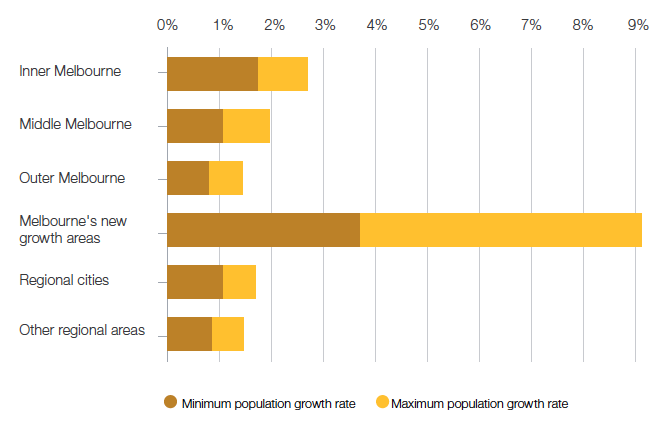 0% 1% 2% 3% 4% 5% 6% 7% 8% 9%
Inner Melbourne
Middle Melbourne
Outer Melbourne
Melbourne's new
growth areas
Regional cities
Other regional areas
Minimum population growth rate Maximum population growth rate